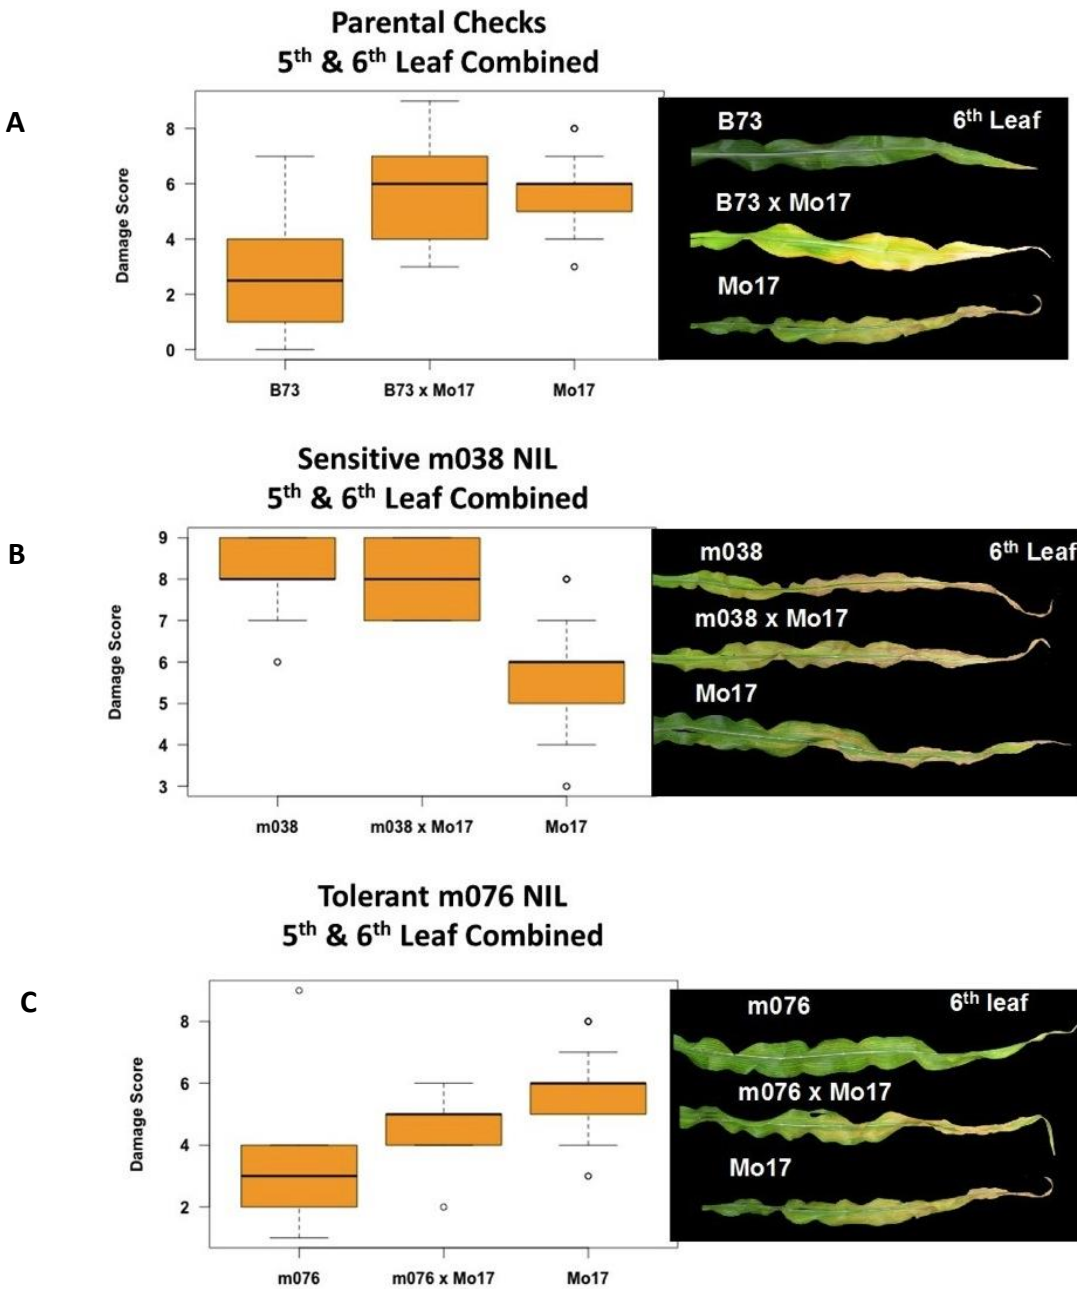 Parental Checks
5th & 6th Leaf Combined
A
Damage Score
8
6
4
2
0
B73
B73 x Mo17
Mo17
B73
6th Leaf
B73 x Mo17
Mo17
Sensitive m038 NIL
5th & 6th Leaf Combined
B
Damage Score
9
8
7
6
5
4
3
m038
m038 x Mo17
Mo17
m038
6th Leaf
m038 x Mo17
Mo17
Tolerant m076 NIL
5th & 6th Leaf Combined
C
Damage Score
8
6
4
2
m076
m076 x Mo17
Mo17
m076
6th leaf
m076 x Mo17
Mo17